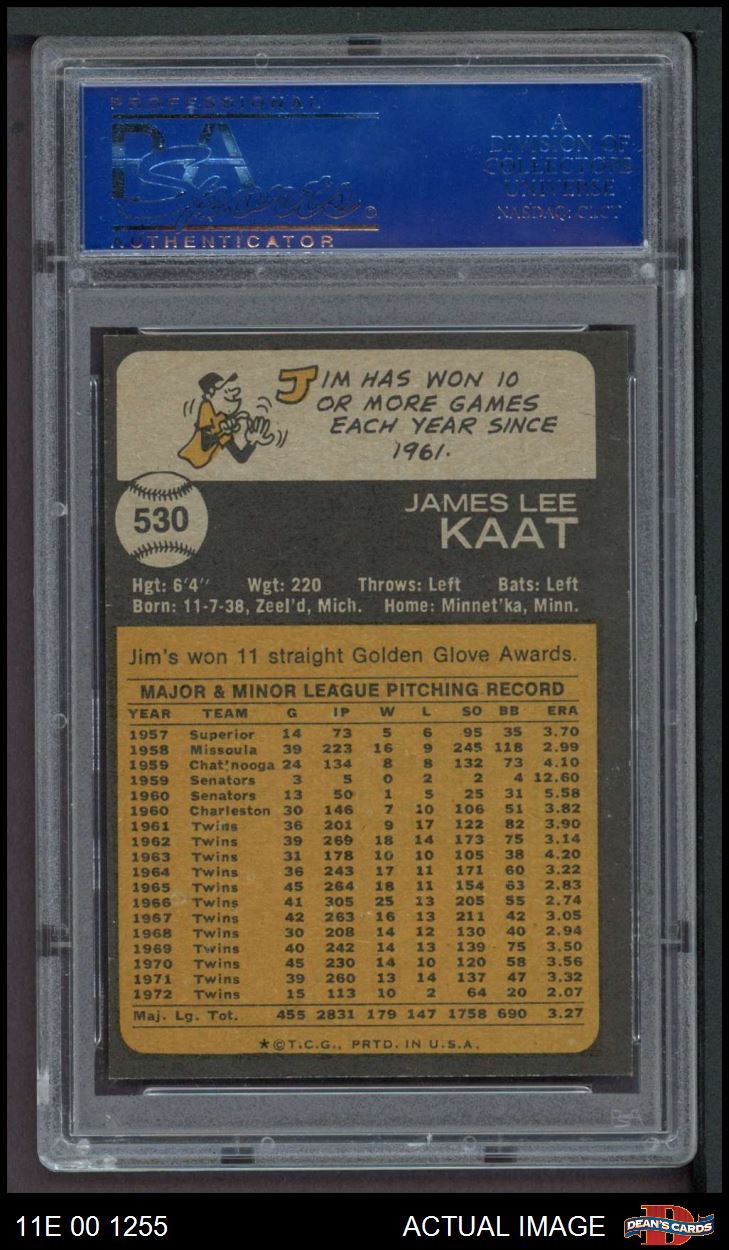 PROFESSIONAL
PSA
Sports ®
AUTHENTICATOR
A
DIVISION OF
COLLECTORS
UNIVERSE
NASDAQ: CLCT
JIM HAS WON 10
OR MORE GAMES
EACH YEAR SINCE
1961.
530
JAMES LEE
KAAT
Hgt: 6'4" Wgt: 220 Throws: Left Bats: Left
Born: 11-7-38, Zeel'd, Mich. Home: Minnet'ka, Minn.
Jim's won 11 straight Golden Glove Awards.
MAJOR & MINOR LEAGUE PITCHING RECORD
YEAR TEAM G IP W L SO BB ERA
1957 Superior 14 73 5 6 95 35 3.70
1958 Missoula 39 223 16 9 245 118 2.99
1959 Chat'nooga 24 134 8 8 132 73 4.10
1959 Senators 3 5 0 2 2 4 12.60
1960 Senators 13 50 1 5 25 31 5.58
1960 Charleston 30 146 7 10 106 51 3.82
1961 Twins 36 201 9 17 122 82 3.90
1962 Twins 39 269 18 14 173 75 3.14
1963 Twins 31 178 10 10 105 38 4.20
1964 Twins 36 243 17 11 171 60 3.22
1965 Twins 45 264 18 11 154 63 2.83
1966 Twins 41 305 25 13 205 55 2.74
1967 Twins 42 263 16 13 211 42 3.05
1968 Twins 30 208 14 12 130 40 2.94
1969 Twins 40 242 14 13 139 75 3.50
1970 Twins 45 230 14 10 120 58 3.56
1971 Twins 39 260 13 14 137 47 3.32
1972 Twins 15 113 10 2 64 20 2.07
Maj. Lg. Tot. 455 2831 179 147 1758 690 3.27
★©T.C.G., PRTD. IN U.S.A.
PSA
11E 00 1255 ACTUAL IMAGE DEAN'S CARDS